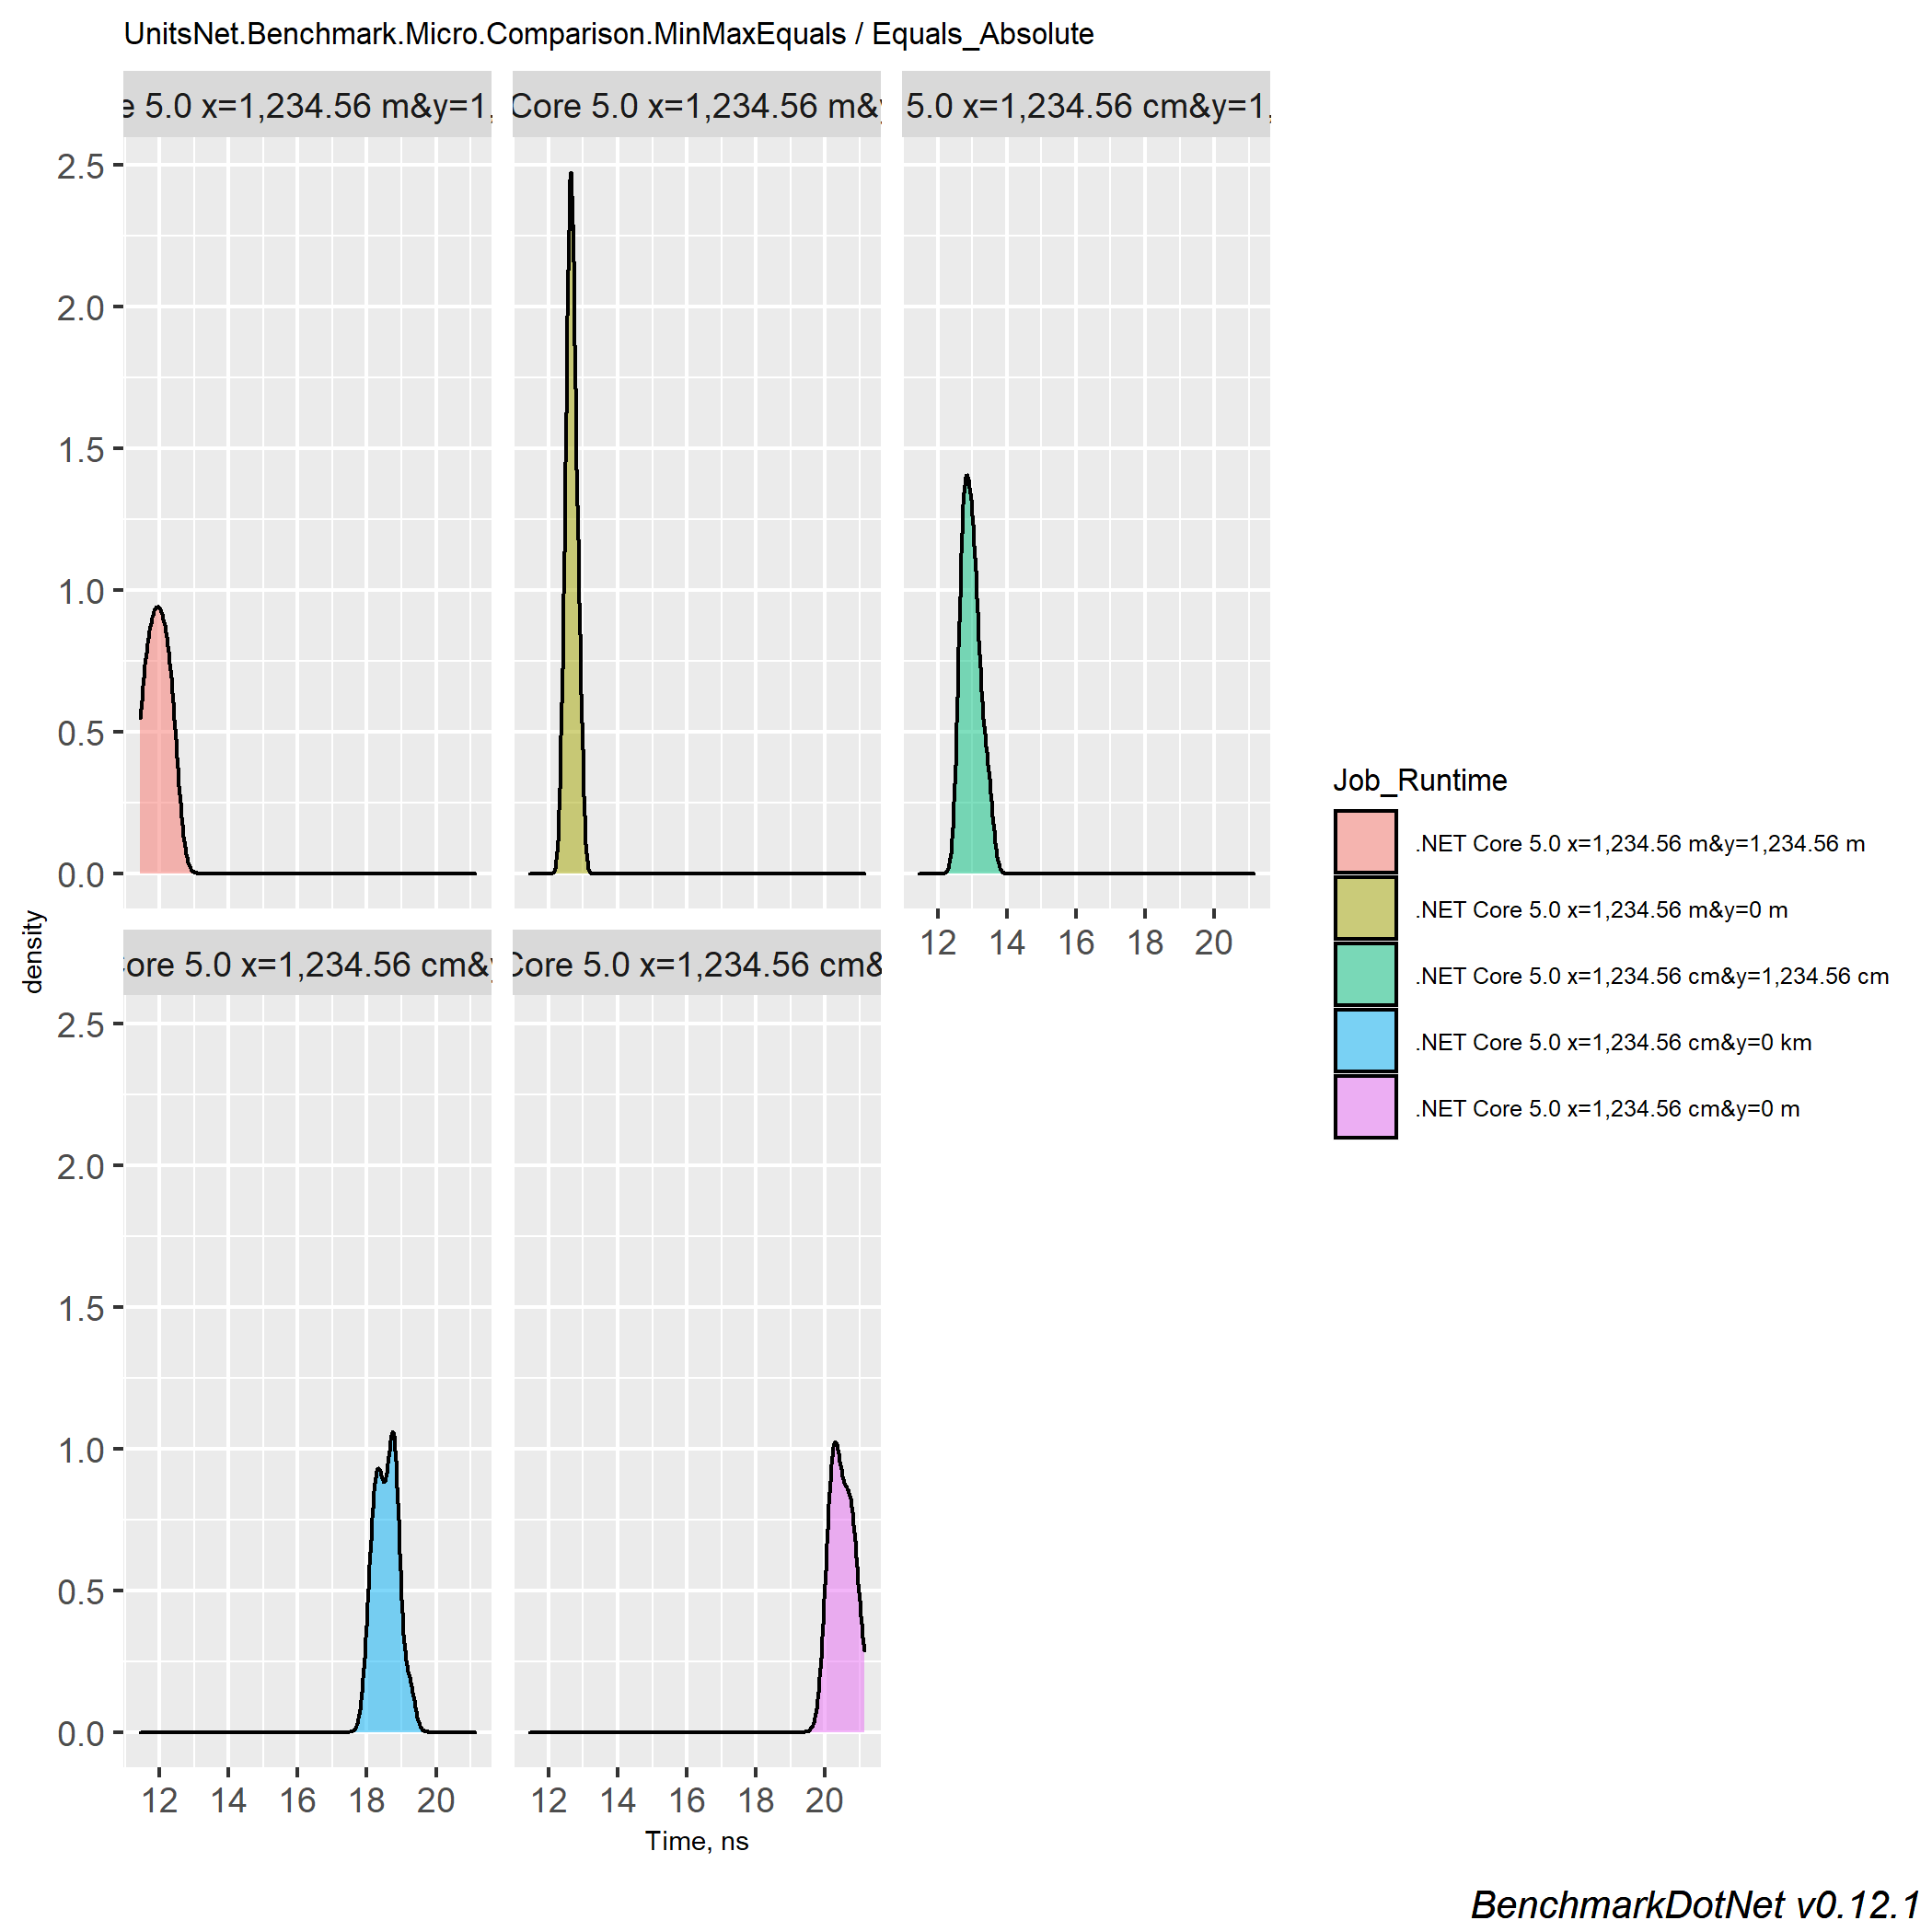 UnitsNet.Benchmark.Micro.Comparison.MinMaxEquals / Equals_Absolute
e 5.0 x=1,234.56 m&y=1,
Core 5.0 x=1,234.56 m&y
5.0 x=1,234.56 cm&y=1,
2.5
2.0
1.5
1.0
0.5
0.0
12 14 16 18 20
density
ore 5.0 x=1,234.56 cm&y
Core 5.0 x=1,234.56 cm&
2.5
2.0
1.5
1.0
0.5
0.0
12 14 16 18 20
12 14 16 18 20
Time, ns
Job_Runtime
.NET Core 5.0 x=1,234.56 m&y=1,234.56 m
.NET Core 5.0 x=1,234.56 m&y=0 m
.NET Core 5.0 x=1,234.56 cm&y=1,234.56 cm
.NET Core 5.0 x=1,234.56 cm&y=0 km
.NET Core 5.0 x=1,234.56 cm&y=0 m
BenchmarkDotNet v0.12.1